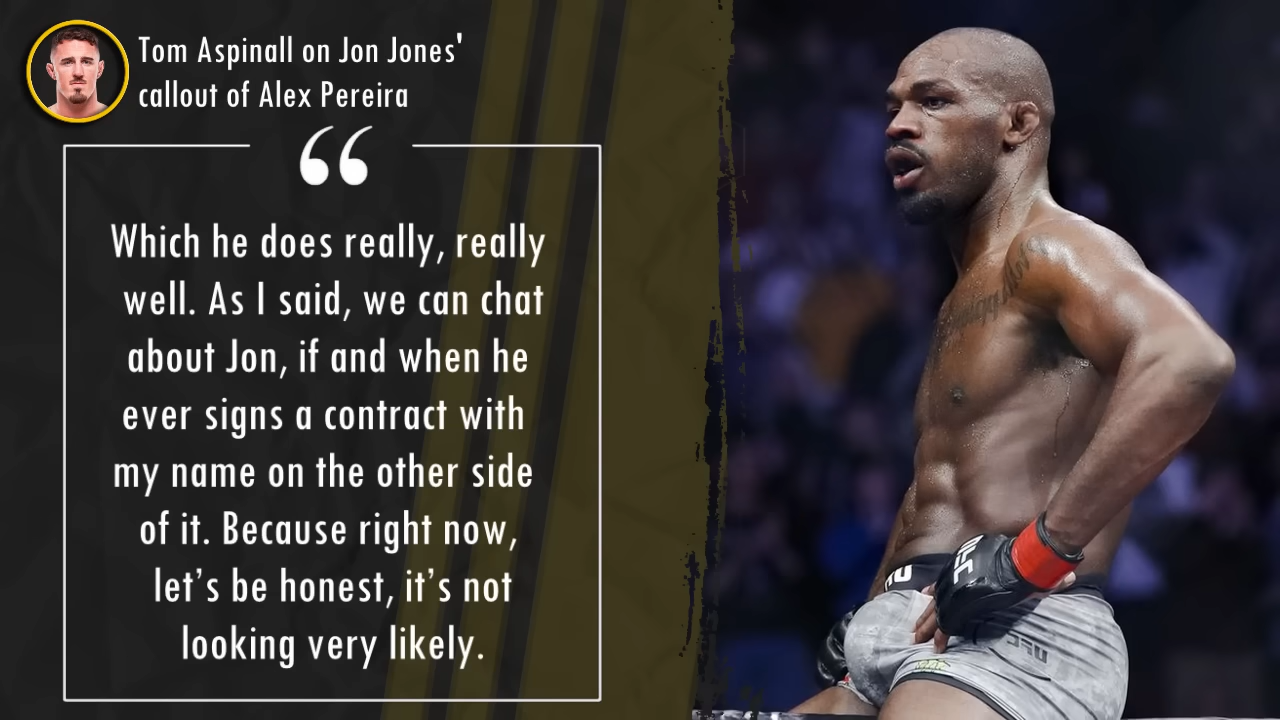 Tom Aspinall on Jon Jones'
callout of Alex Pereira
“
Which he does really, really
well. As I said, we can chat
about Jon, if and when he
ever signs a contract with
my name on the other side
of it. Because right now,
let’s be honest, it’s not
looking very likely.
UFC
UFC